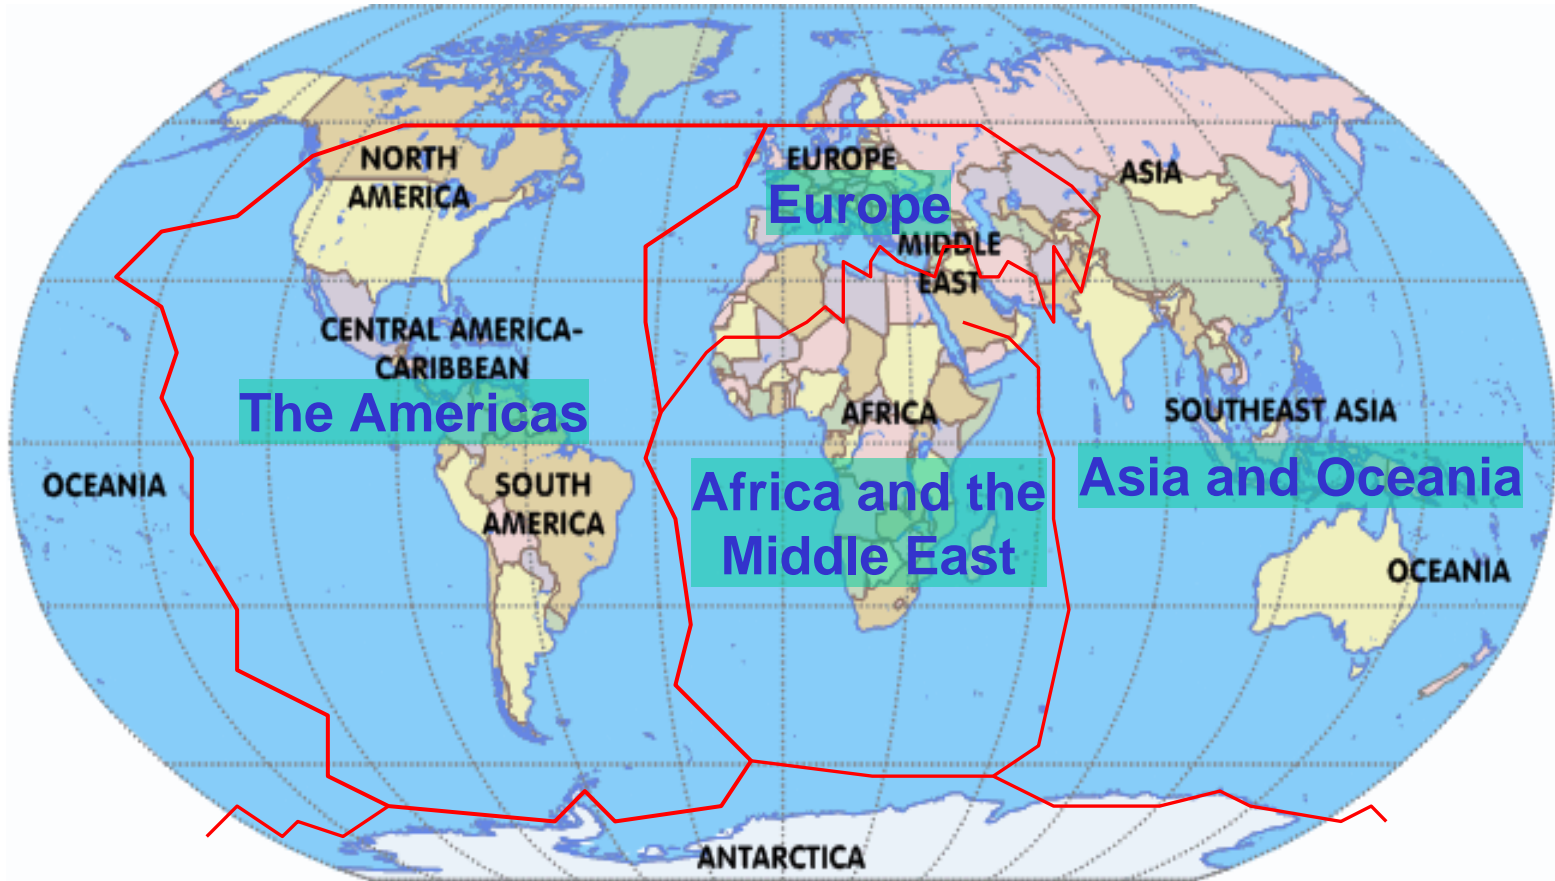 NORTH
AMERICA
EUROPE
Europe
ASIA
MIDDLE
EAST
CENTRAL AMERICA-
CARIBBEAN
The Americas
AFRICA
SOUTHEAST ASIA
OCEANIA
SOUTH
AMERICA
Africa and the
Middle East
Asia and Oceania
OCEANIA
ANTARCTICA